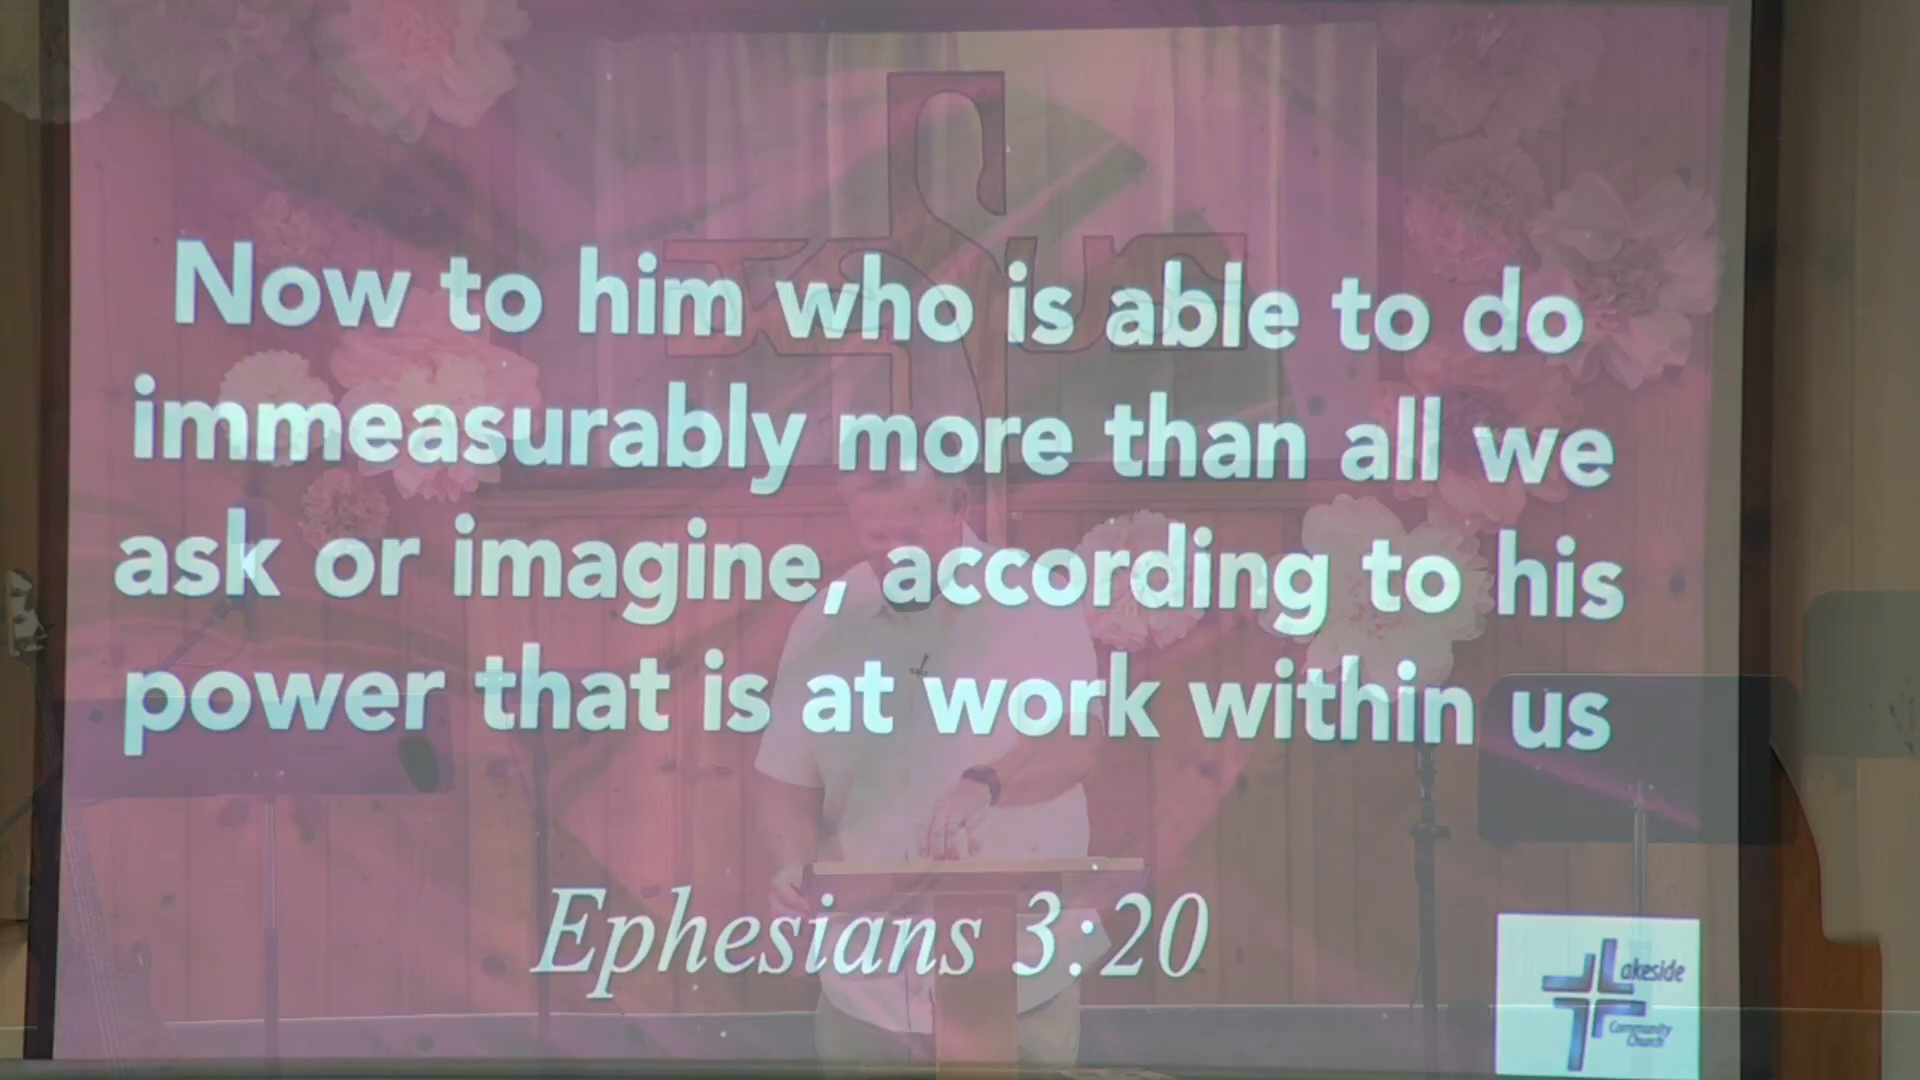 Jesus
Now to him who is able to do
immeasurably more than all we
ask or imagine, according to his
power that is at work within us
Ephesians 3:20
Lakeside
Community
Church